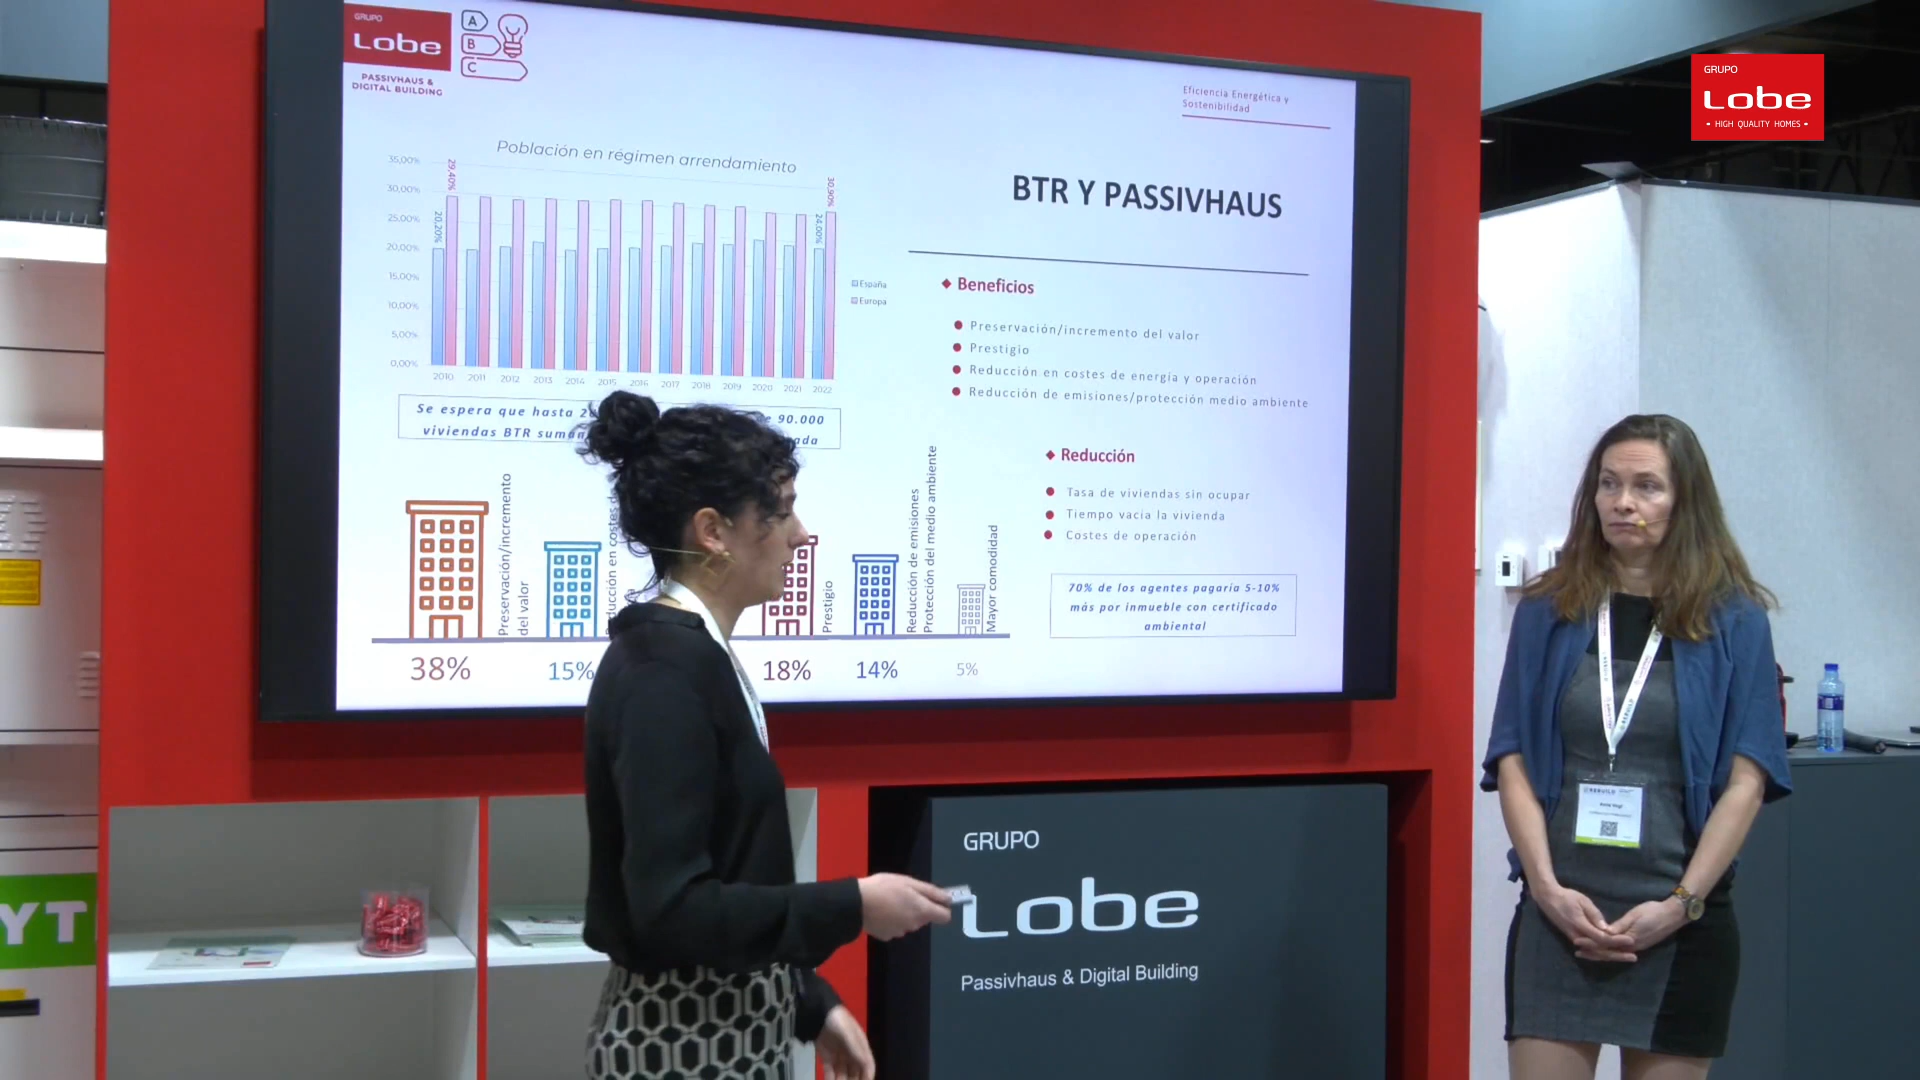 GRUPO
Lobe
PASSIVHAUS &
DIGITAL BUILDING
A
B
C
Eficiencia Energética y
Sostenibilidad
GRUPO
Lobe
• HIGH QUALITY HOMES •
Población en régimen arrendamiento
35,00%
30,00%
25,00%
20,00%
15,00%
10,00%
5,00%
0,00%
20,20%
29,40%
24,00%
30,90%
2010 2011 2012 2013 2014 2015 2016 2017 2018 2019 2020 2021 2022
España
Europa
Se espera que hasta de 90.000
viviendas BTR
BTR Y PASSIVHAUS
Beneficios
Preservación/incremento del valor
Prestigio
Reducción en costes de energía y operación
Reducción de emisiones/protección medio ambiente
Reducción
Tasa de viviendas sin ocupar
Tiempo vacia la vivienda
Costes de operación
70% de los agentes pagaría 5-10%
más por inmueble con certificado
ambiental
Preservación/incremento
del valor
en costes
Prestigio
Reducción de emisiones
Protección del medio ambiente
Mayor comodidad
38%
15%
18%
14%
5%
GRUPO
Lobe
Passivhaus & Digital Building
YT
REBUILD